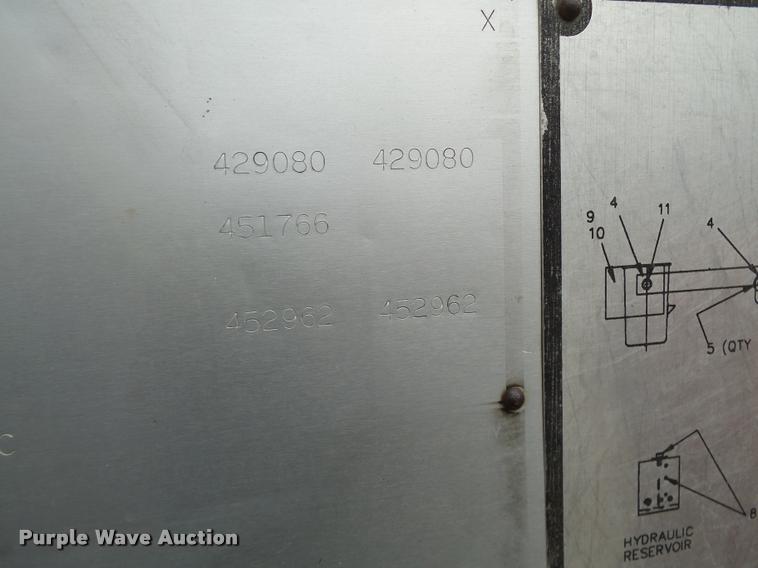 X
429080 429080
451766
452962 452962
C
9 4 11 4
10
5 (QTY
8
HYDRAULIC
RESERVOIR
Purple Wave Auction